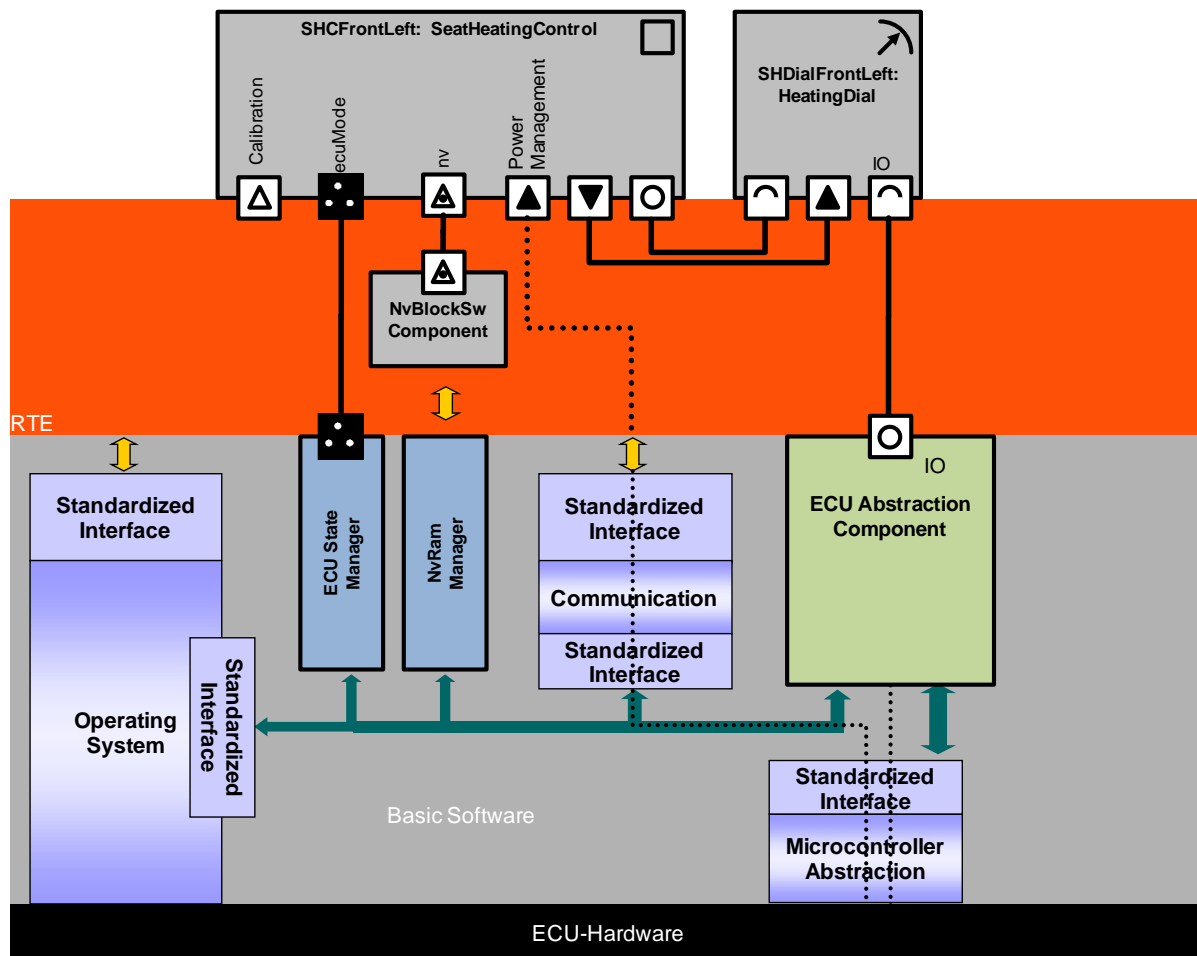 SHCFrontLeft: SeatHeatingControl
Calibration
ecuMode
nv
Power
Management
SHDialFrontLeft:
HeatingDial
IO
NvBlockSw
Component
RTE
Standardized
Interface
Operating
System
Standardized
Interface
ECU State
Manager
NvRam
Manager
Standardized
Interface
Communication
Standardized
Interface
IO
ECU Abstraction
Component
Standardized
Interface
Microcontroller
Abstraction
Basic Software
ECU-Hardware